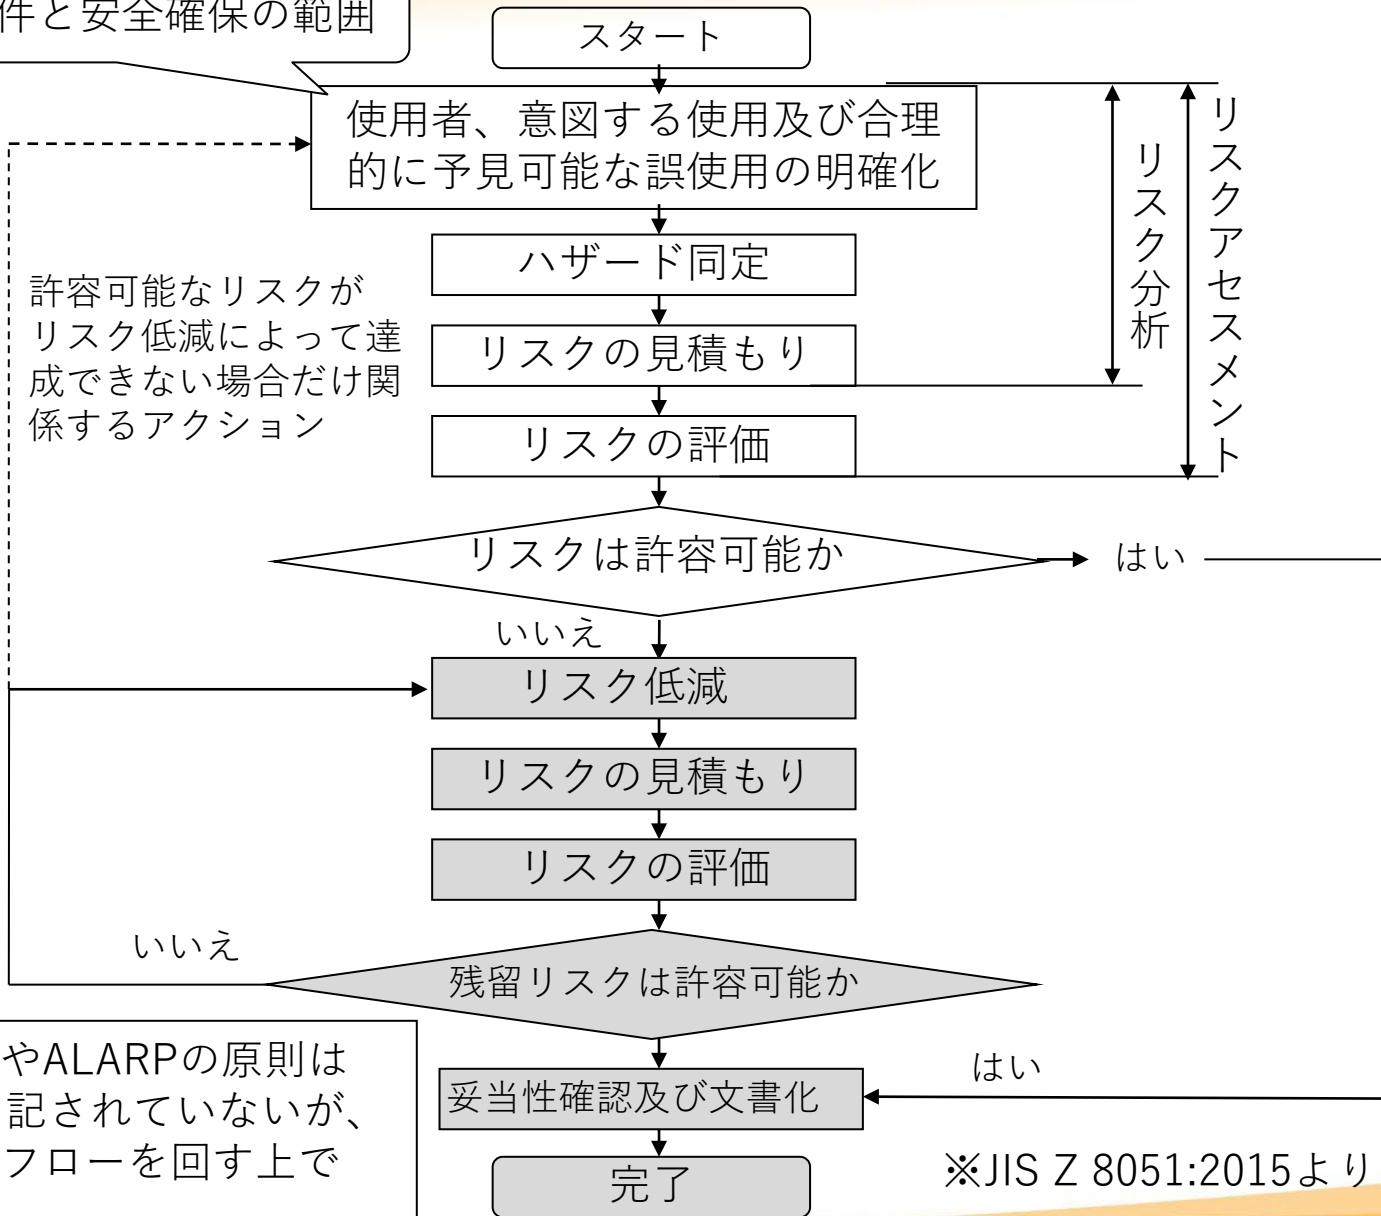 件と安全確保の範囲
スタート
使用者、意図する使用及び合理
的に予見可能な誤使用の明確化
ハザード同定
リスクの見積もり
リスクの評価
リスク分析
リスクアセスメント
許容可能なリスクが
リスク低減によって達
成できない場合だけ関
係するアクション
リスクは許容可能か
はい
いいえ
リスク低減
リスクの見積もり
リスクの評価
いいえ
残留リスクは許容可能か
はい
妥当性確認及び文書化
完了
やALARPの原則は
記されていないが、
フローを回す上で
※JIS Z 8051:2015より